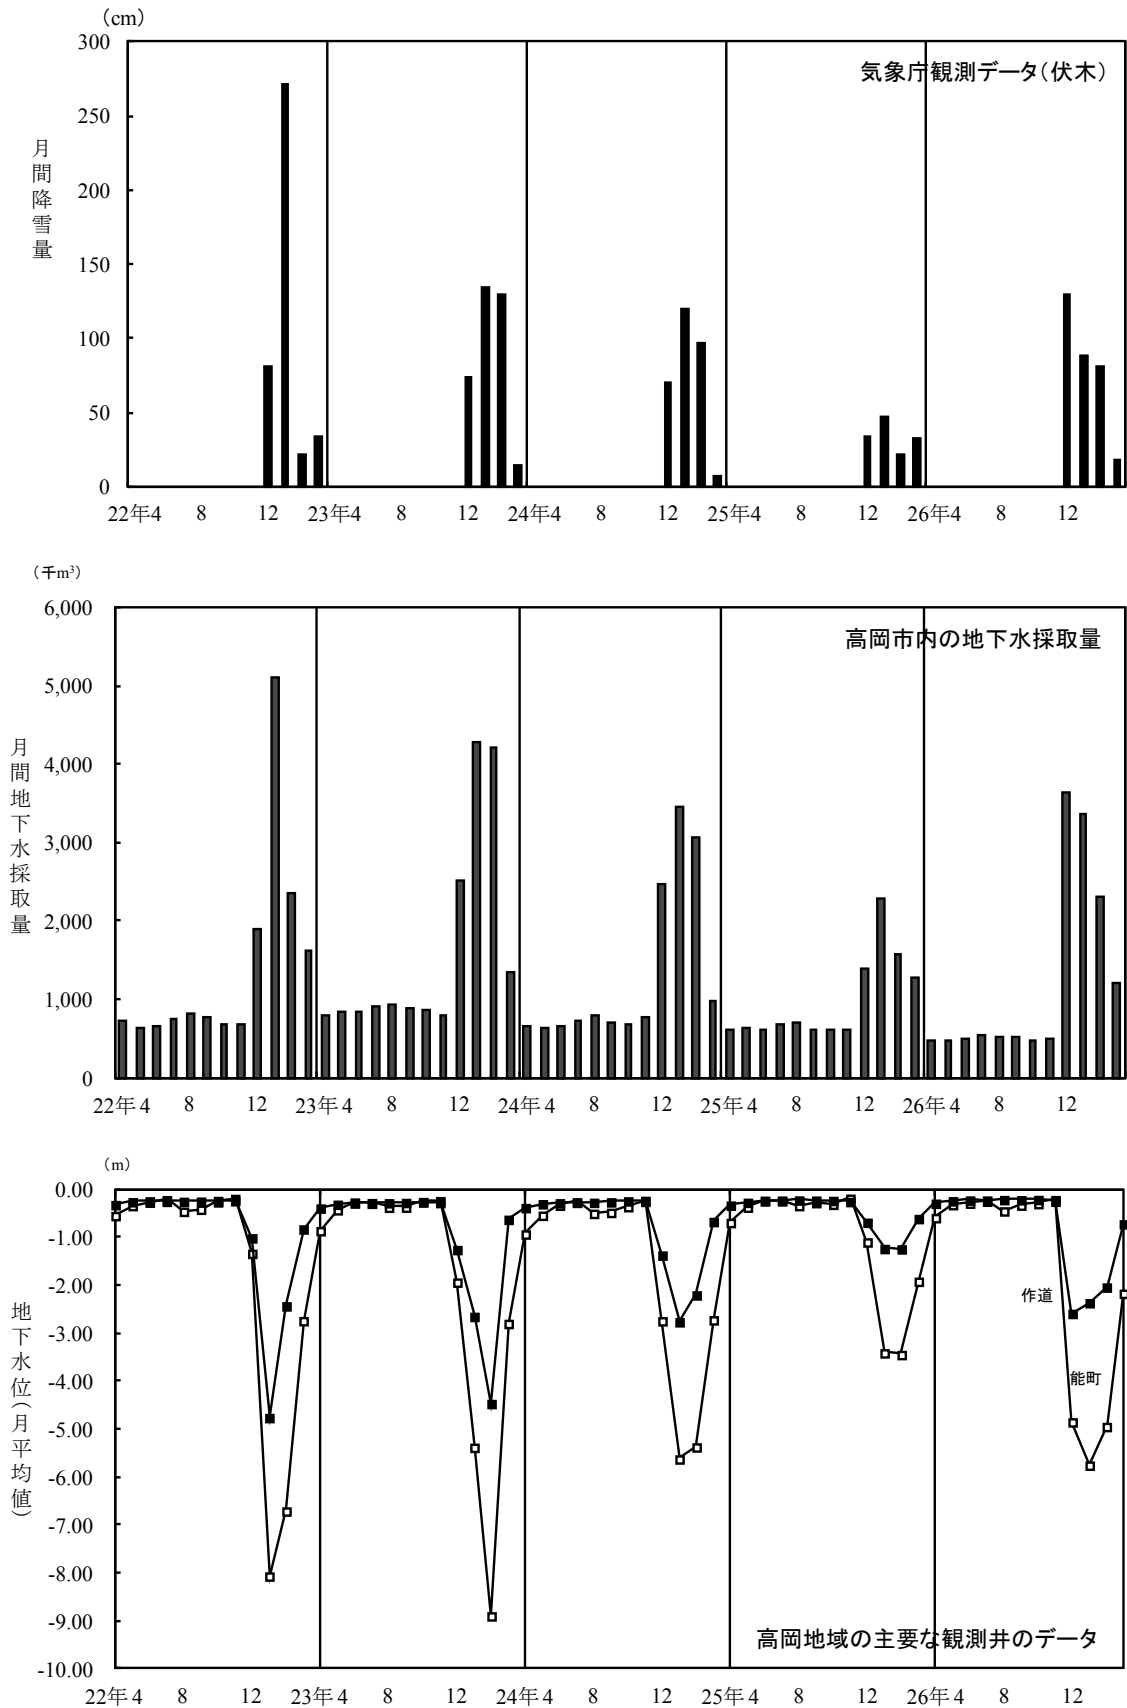 （cm）
300
気象庁観測データ（伏木）
250
200
150
100
50
0
月間降雪量
22年4 8 12 23年4 8 12 24年4 8 12 25年4 8 12 26年4 8 12
（千m³）
6,000
高岡市内の地下水採取量
5,000
4,000
3,000
2,000
1,000
0
月間地下水採取量
22年4 8 12 23年4 8 12 24年4 8 12 25年4 8 12 26年4 8 12
（m）
0.00
-1.00
-2.00
作道
-3.00
-4.00
能町
-5.00
-6.00
-7.00
-8.00
-9.00
高岡地域の主要な観測井のデータ
-10.00
地下水位（月平均値）
22年4 8 12 23年4 8 12 24年4 8 12 25年4 8 12 26年4 8 12